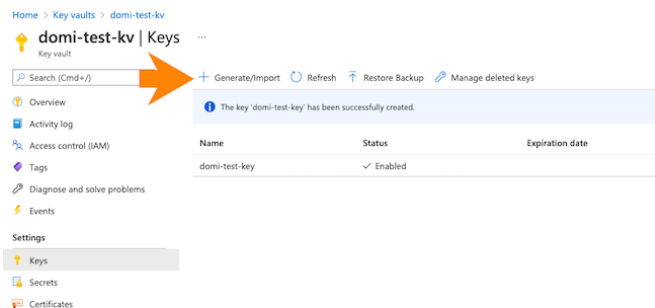 Home > Key vaults > domi-test-kv
domi-test-kv | Keys ...
Key vault
Search (Cmd+/)
Generate/Import Refresh Restore Backup Manage deleted keys
Overview
The key 'domi-test-key' has been successfully created.
Activity log
Access control (IAM)
Name Status Expiration date
Tags
domi-test-key Enabled
Diagnose and solve problems
Events
Settings
Keys
Secrets
Certificates